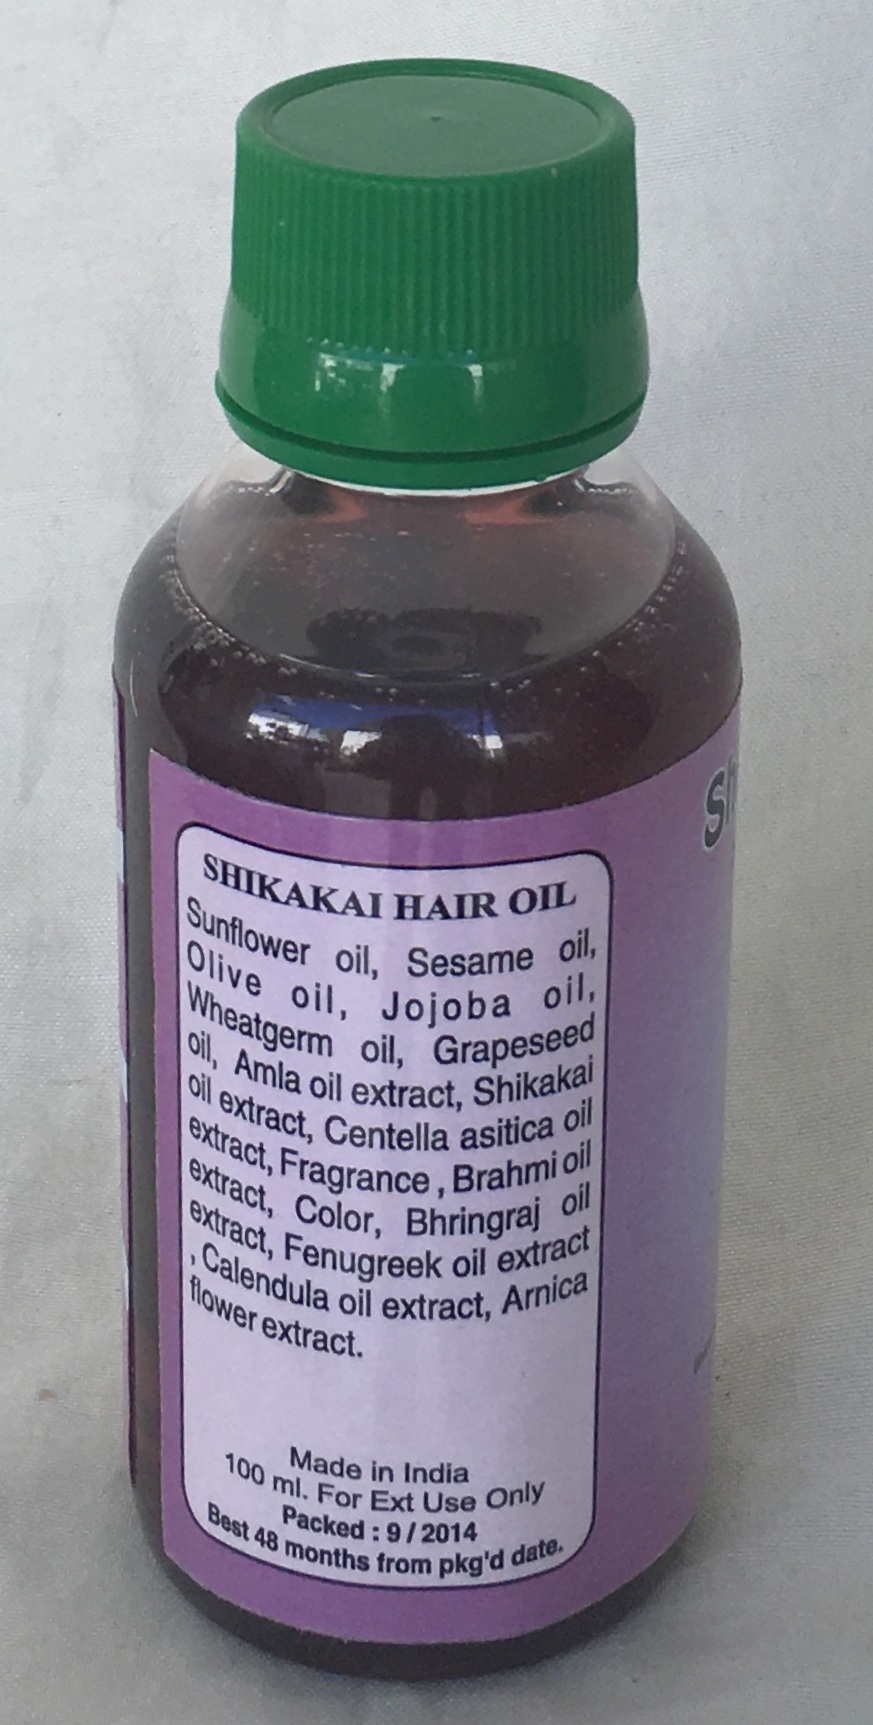 SHIKAKAI HAIR OIL
Sunflower oil, Sesame oil,
Olive oil, Jojoba oil,
Wheatgerm oil, Grapeseed
oil, Amla oil extract, Shikakai
oil extract, Centella asitica oil
extract, Fragrance , Brahmi oil
extract, Color, Bhringraj oil
extract, Fenugreek oil extract
, Calendula oil extract, Arnica
flower extract.
Made in India
100 ml. For Ext Use Only
Packed : 9 / 2014
Best 48 months from pkg'd date.